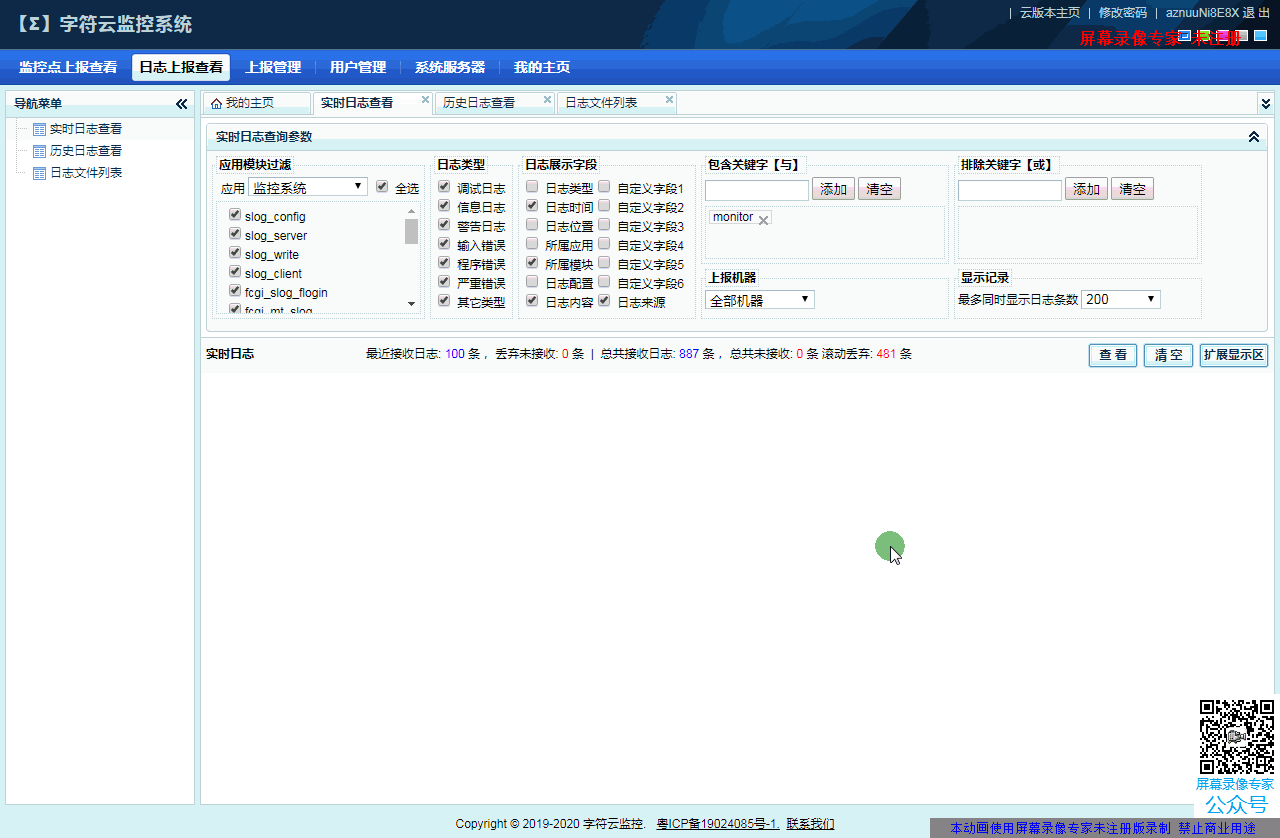 【Σ】字符云监控系统
| 云版本主页 | 修改密码 | aznuuNi8E8X 退 出
屏幕录像专家 未注册
监控点上报查看 日志上报查看 上报管理 用户管理 系统服务器 我的主页
导航菜单
实时日志查看
历史日志查看
日志文件列表
我的主页 实时日志查看 历史日志查看 日志文件列表
实时日志查询参数
应用模块过滤
应用 监控系统 全选
slog_config
slog_server
slog_write
slog_client
fcgi_slog_flogin
fcgi_mt_slog
日志类型
调试日志
信息日志
警告日志
输入错误
程序错误
严重错误
其它类型
日志展示字段
日志类型 自定义字段1
日志时间 自定义字段2
日志位置 自定义字段3
所属应用 自定义字段4
所属模块 自定义字段5
日志配置 自定义字段6
日志内容 日志来源
包含关键字【与】
添加 清空
monitor
上报机器
全部机器
排除关键字【或】
添加 清空
显示记录
最多同时显示日志条数 200
实时日志 最近接收日志: 100 条， 丢弃未接收: 0 条 | 总共接收日志: 887 条， 总共未接收: 0 条 滚动丢弃: 481 条 查 看 清 空 扩展显示区
屏幕录像专家
公众号
Copyright © 2019-2020 字符云监控. 粤ICP备19024085号-1. 联系我们
本动画使用屏幕录像专家未注册版录制 禁止商业用途